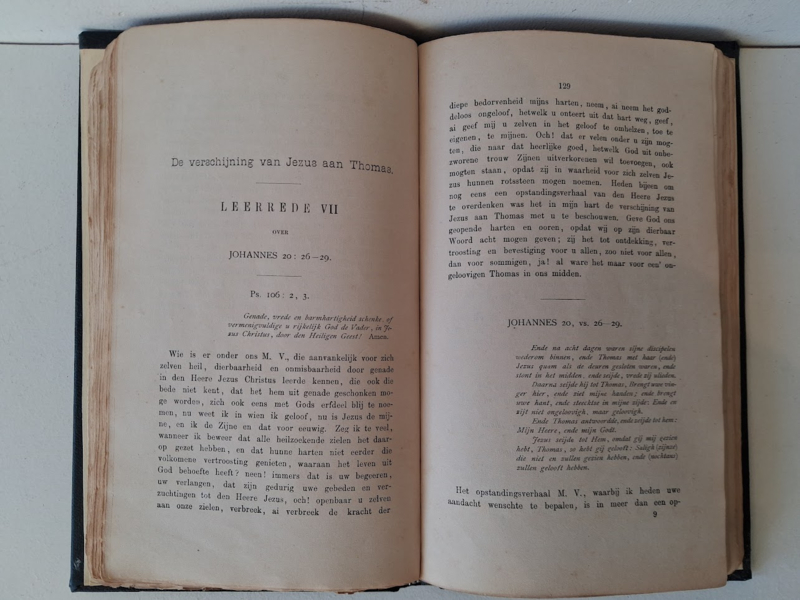 De verschijning van Jezus aan Thomas.
LEERREDE VII
OVER
JOHANNES 20: 26–29.
Ps. 106: 2, 3.
Genade, vrede en barmhartigheid schenke, of
vermenigvuldige u rijkelijk God de Vader, in Je-
zus Christus, door den Heiligen Geest! Amen.
Wie is er onder ons M. V., die aanrankelijk voor zich
zelven heil, dierbaarheid en onmisbaarheid door genade
in den Heere Jezus Christus leerde kennen, die ook die
bede niet kent, dat hem uit genade geschonken mo-
ge worden, zich ook eens met Gods erfdeel blij te noe-
men, nu weet ik in wien ik geloof, nu is Jezus de mij-
ne, en ik de Zijne en dat voor eeuwig. Zeg ik te veel,
wanneer ik beweer dat alle heilzoekende zielen het daar-
op gezet hebben, en dat hunne harten niet eerder die
volkomene vertroosting genieten, waaraan het leven uit
God behoefte heeft? neen! immers dat is uw begeeren,
uw verlangen, dat zijn gedurig uwe gebeden en ver-
zuchtingen tot den Heere Jezus, och! openbaar u zelven
aan onze zielen, verbreek, ai verbreek de kracht der
129
diepe bedorvenheid mijns harten, neem, ai neem het god-
deloos ongeloof, hetwelk u onteert uit dat hart weg, geef,
ai geef mij u zelven in het geloof te omhelzen, toe te
eigenen, te mijnen. Och! dat er velen onder u zijn mog-
ten, die naar dat heerlijke goed, hetwelk God uit onbe-
zworene trouw Zijnen uitverkorenen wil toevoegen, ook
mogten staan, opdat zij in waarheid voor zich zelven Je-
zus hunnen rotssteen mogen noemen. Heden bijeen om
nog eens een opstandingsverhaal van den Heere Jezus
te overdenken was het in mijn hart de verschijning van
Jezus aan Thomas met u te beschouwen. Geve God ons
geopende harten en ooren, opdat wij op zijn dierbaar
Woord acht mogen geven; zij het tot ontdekking, ver-
troosting en bevestiging voor u allen, zoo niet voor allen,
dan voor sommigen, ja! al ware het maar voor een' on-
geloovigen Thomas in ons midden.
JOHANNES 20, vs. 26–29.
Ende na acht dagen waren zijne discipelen
wederom binnen, ende Thomas met haar (ende)
Jezus quam als de deuren gesloten waren, ende
stont in het midden, ende seijde, vrede zij ulieden.
Daarna seijde hij tot Thomas, brengt uwe vin-
ger hier, ende siet mijne handen; ende brengt
uwe hant, ende steecktse in mijne zijde: Ende en
zijt niet ongeloovigh, maar geloovigh.
Ende Thomas antwoordde, ende seijde tot hem:
Mijn Heere, ende mijn Godt.
Jesus seijde tot Hem, omdat gij mij gezien
hebt, Thomas, so hebt gij geloeft: Saligh (zijnze)
die niet en zullen gezien hebben, ende (nochtans)
zullen gelooft hebben.
Het opstandingsverhaal M. V., waarbij ik heden uwe
aandacht wenschte te bepalen, is in meer dan een op-
9